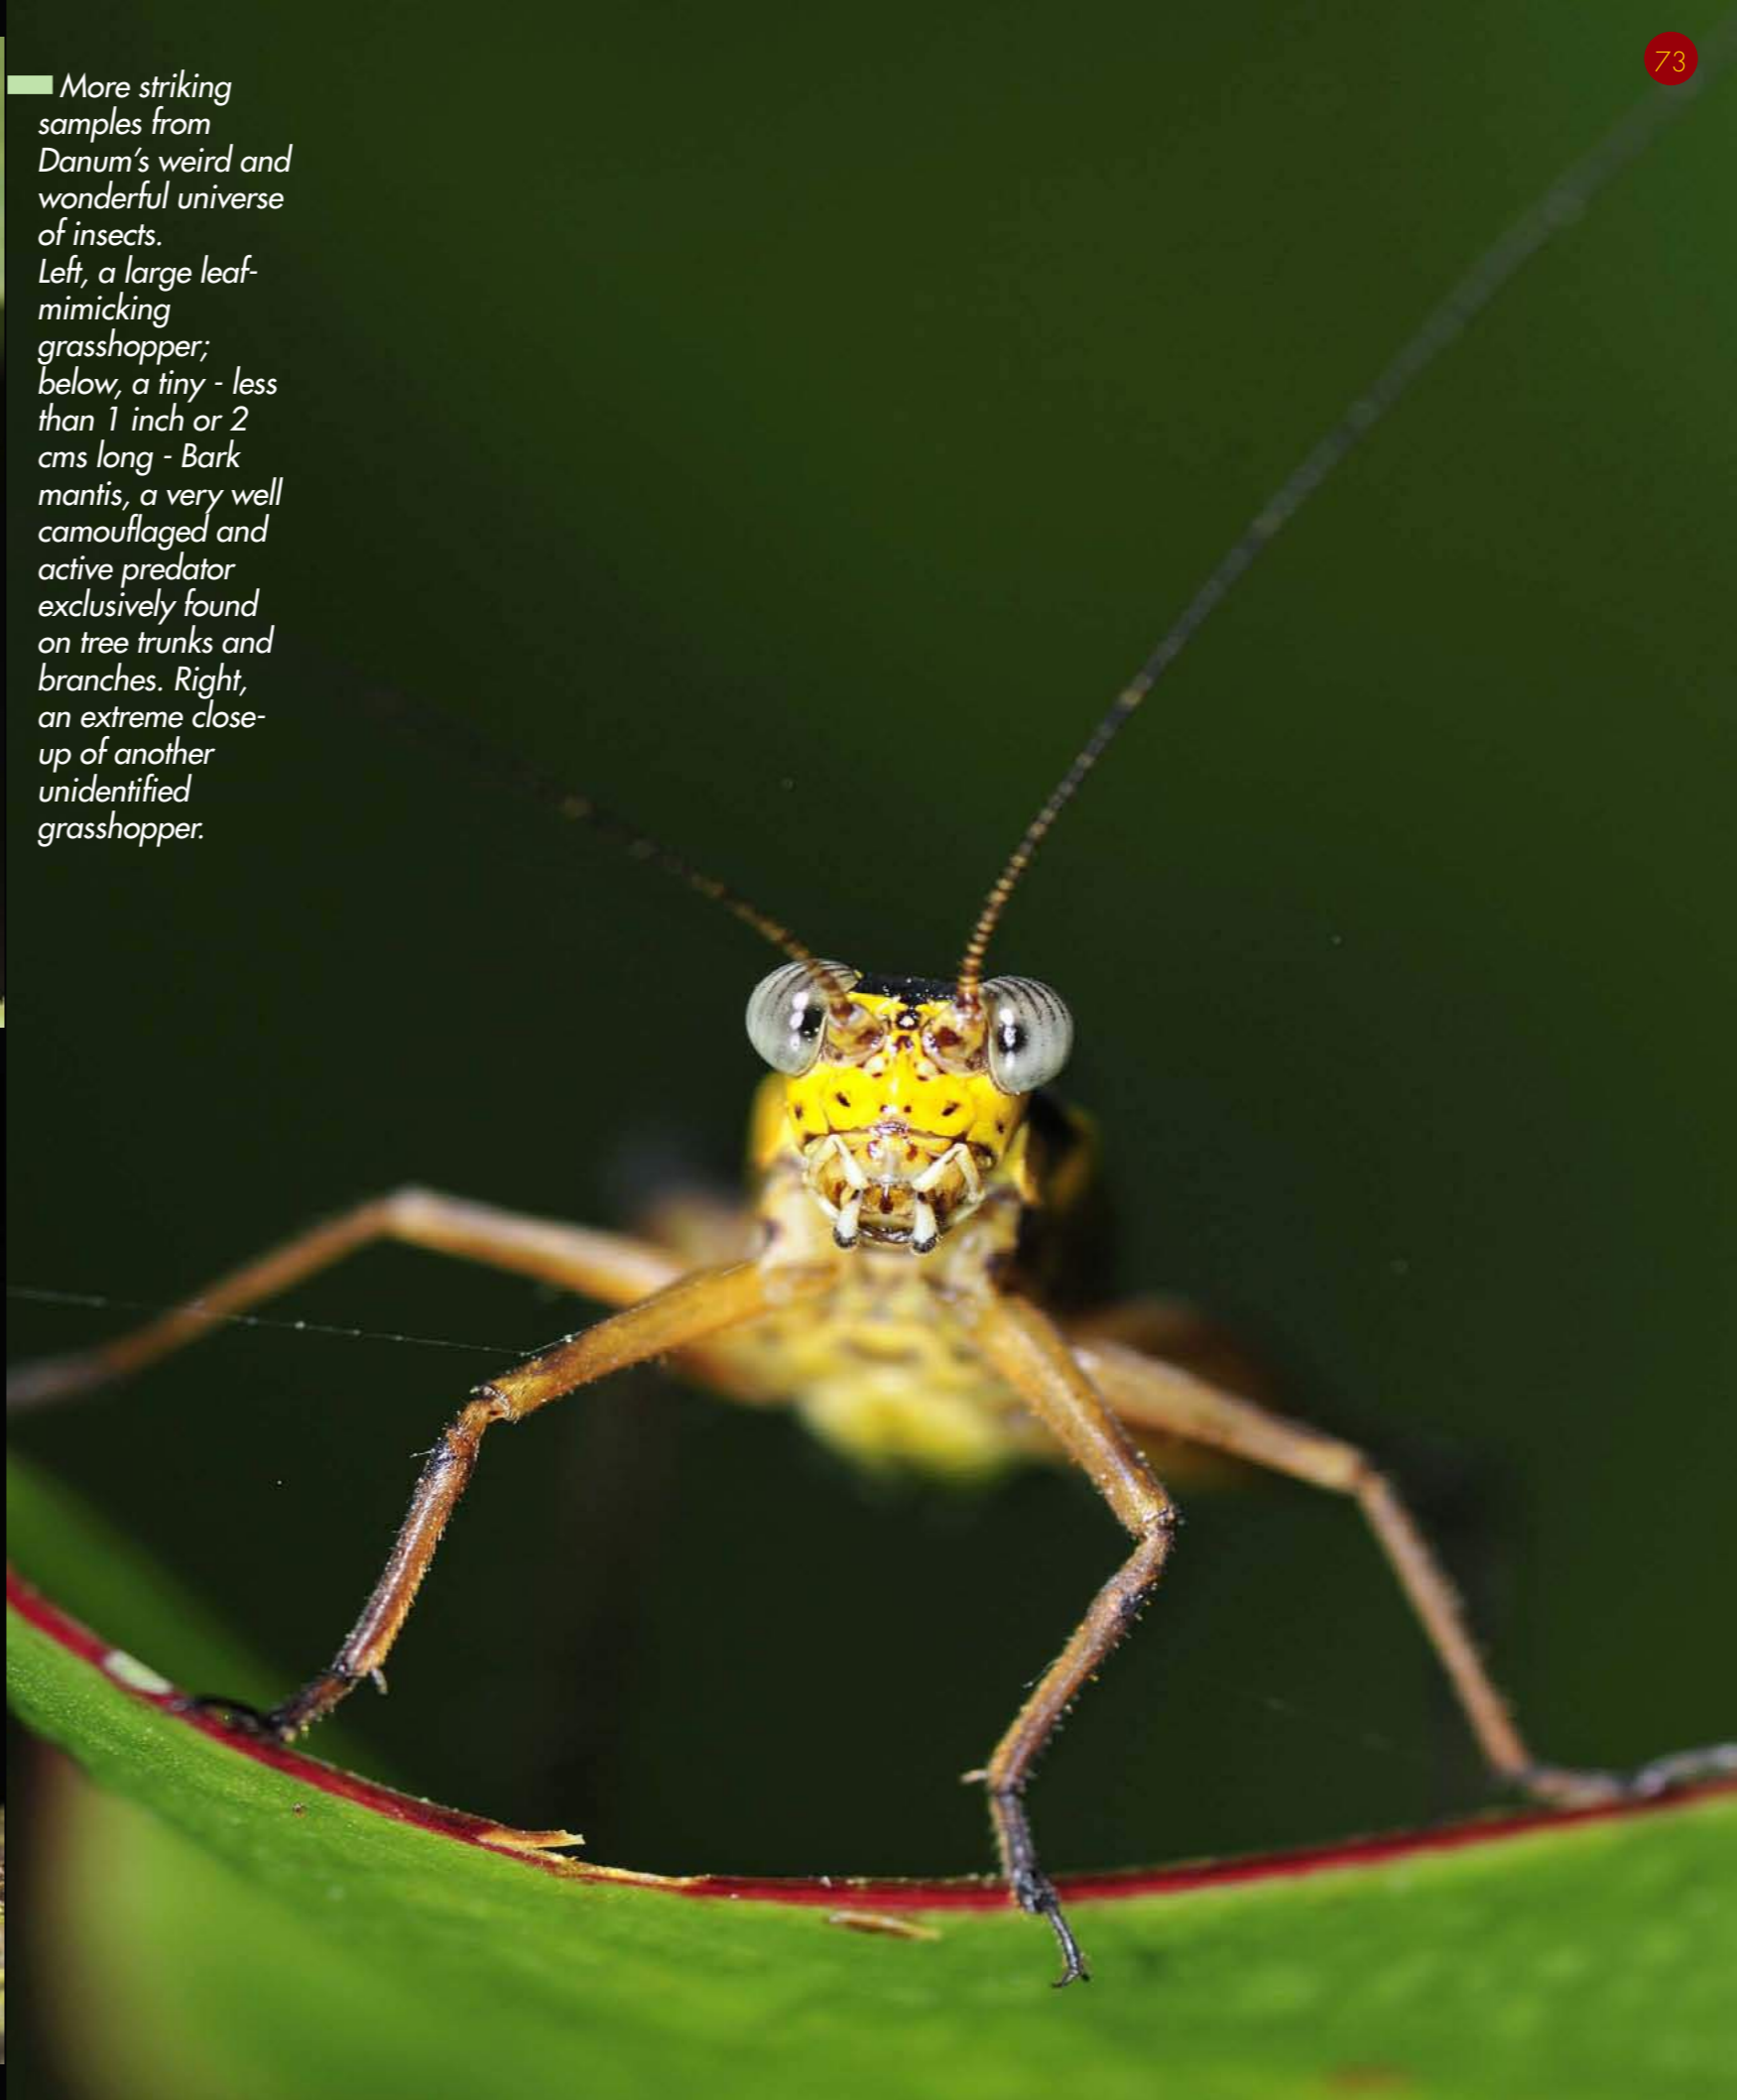 73
More striking
samples from
Danum's weird and
wonderful universe
of insects.
Left, a large leaf-
mimicking
grasshopper;
below, a tiny - less
than 1 inch or 2
cms long - Bark
mantis, a very well
camouflaged and
active predator
exclusively found
on tree trunks and
branches. Right,
an extreme close-
up of another
unidentified
grasshopper.